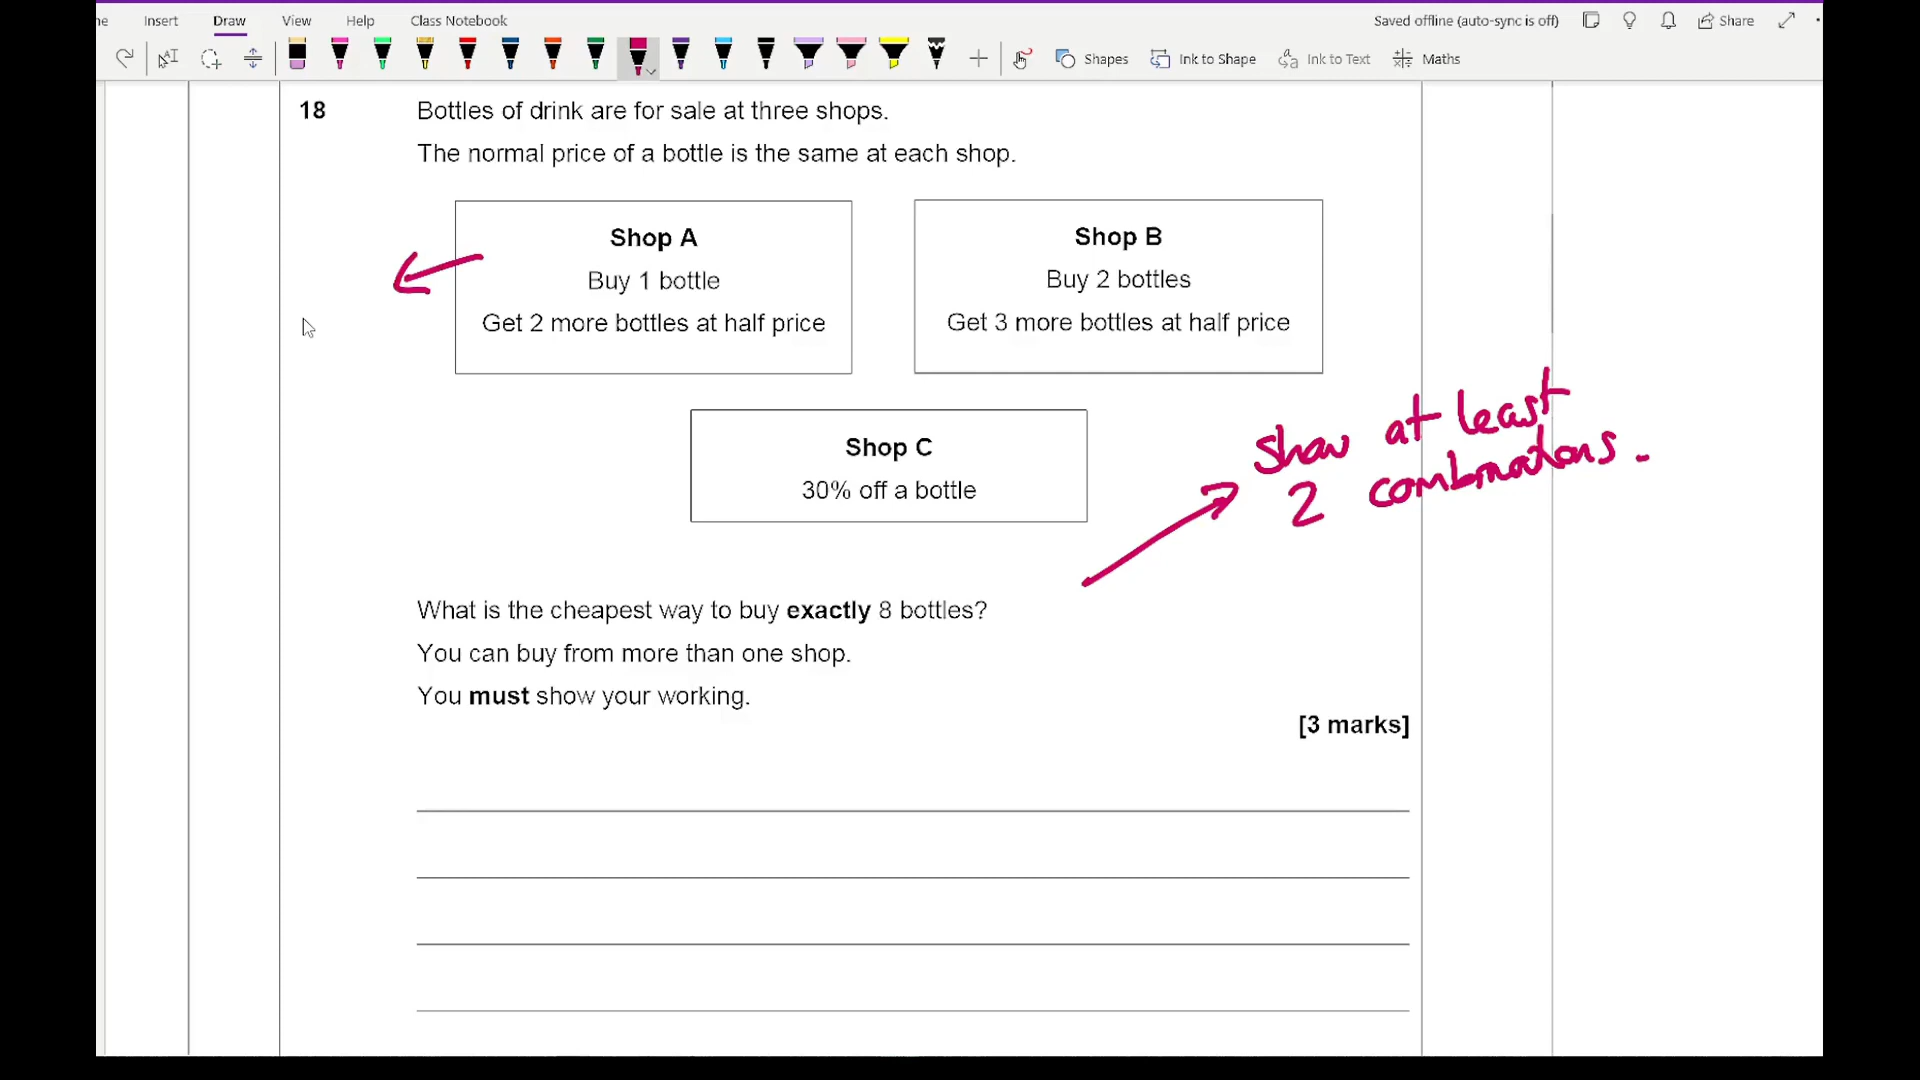 Insert Draw View Help Class Notebook Saved offline (auto-sync is off) Share
Shapes Ink to Shape Ink to Text Maths
18 Bottles of drink are for sale at three shops.
The normal price of a bottle is the same at each shop.
Shop A
Buy 1 bottle
Get 2 more bottles at half price
Shop B
Buy 2 bottles
Get 3 more bottles at half price
Shop C
30% off a bottle
Show at least
2 combinations.
What is the cheapest way to buy exactly 8 bottles?
You can buy from more than one shop.
You must show your working.
[3 marks]